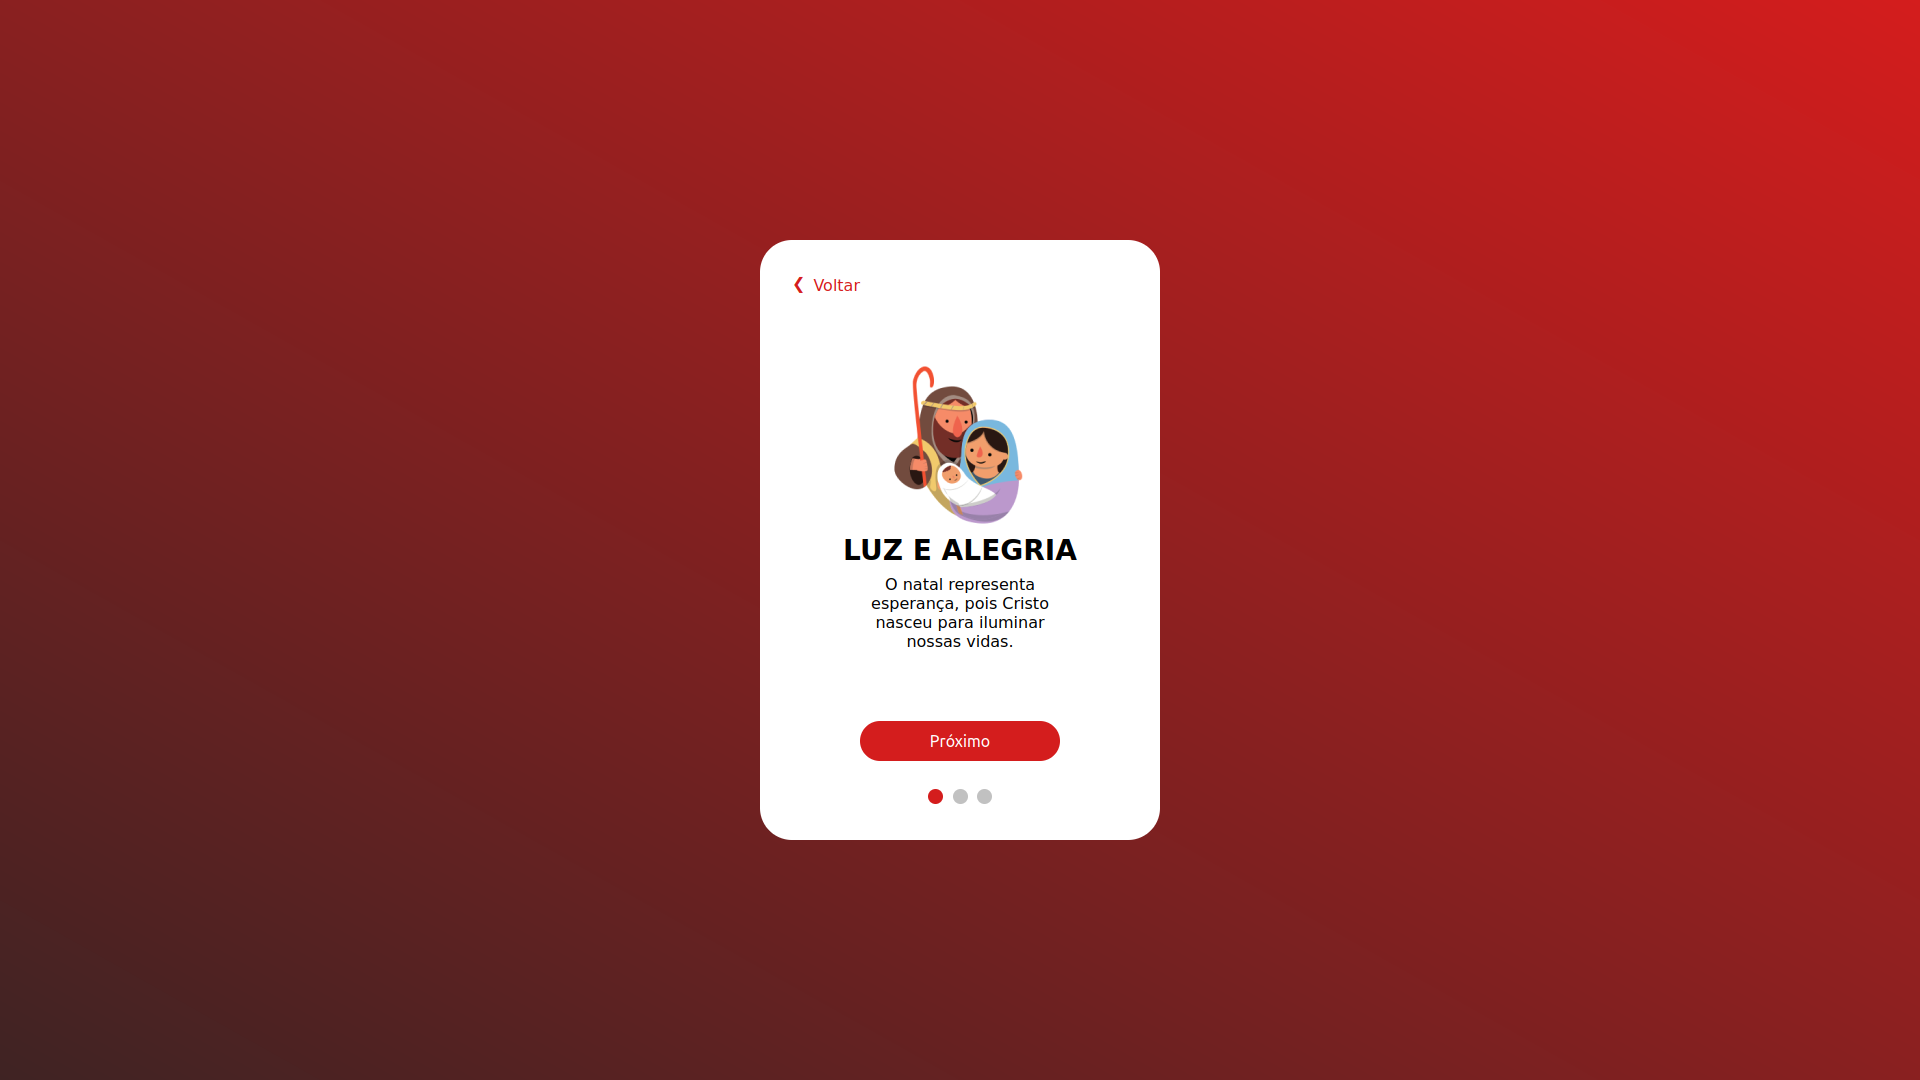 ❮ Voltar
LUZ E ALEGRIA
O natal representa
esperança, pois Cristo
nasceu para iluminar
nossas vidas.
Próximo